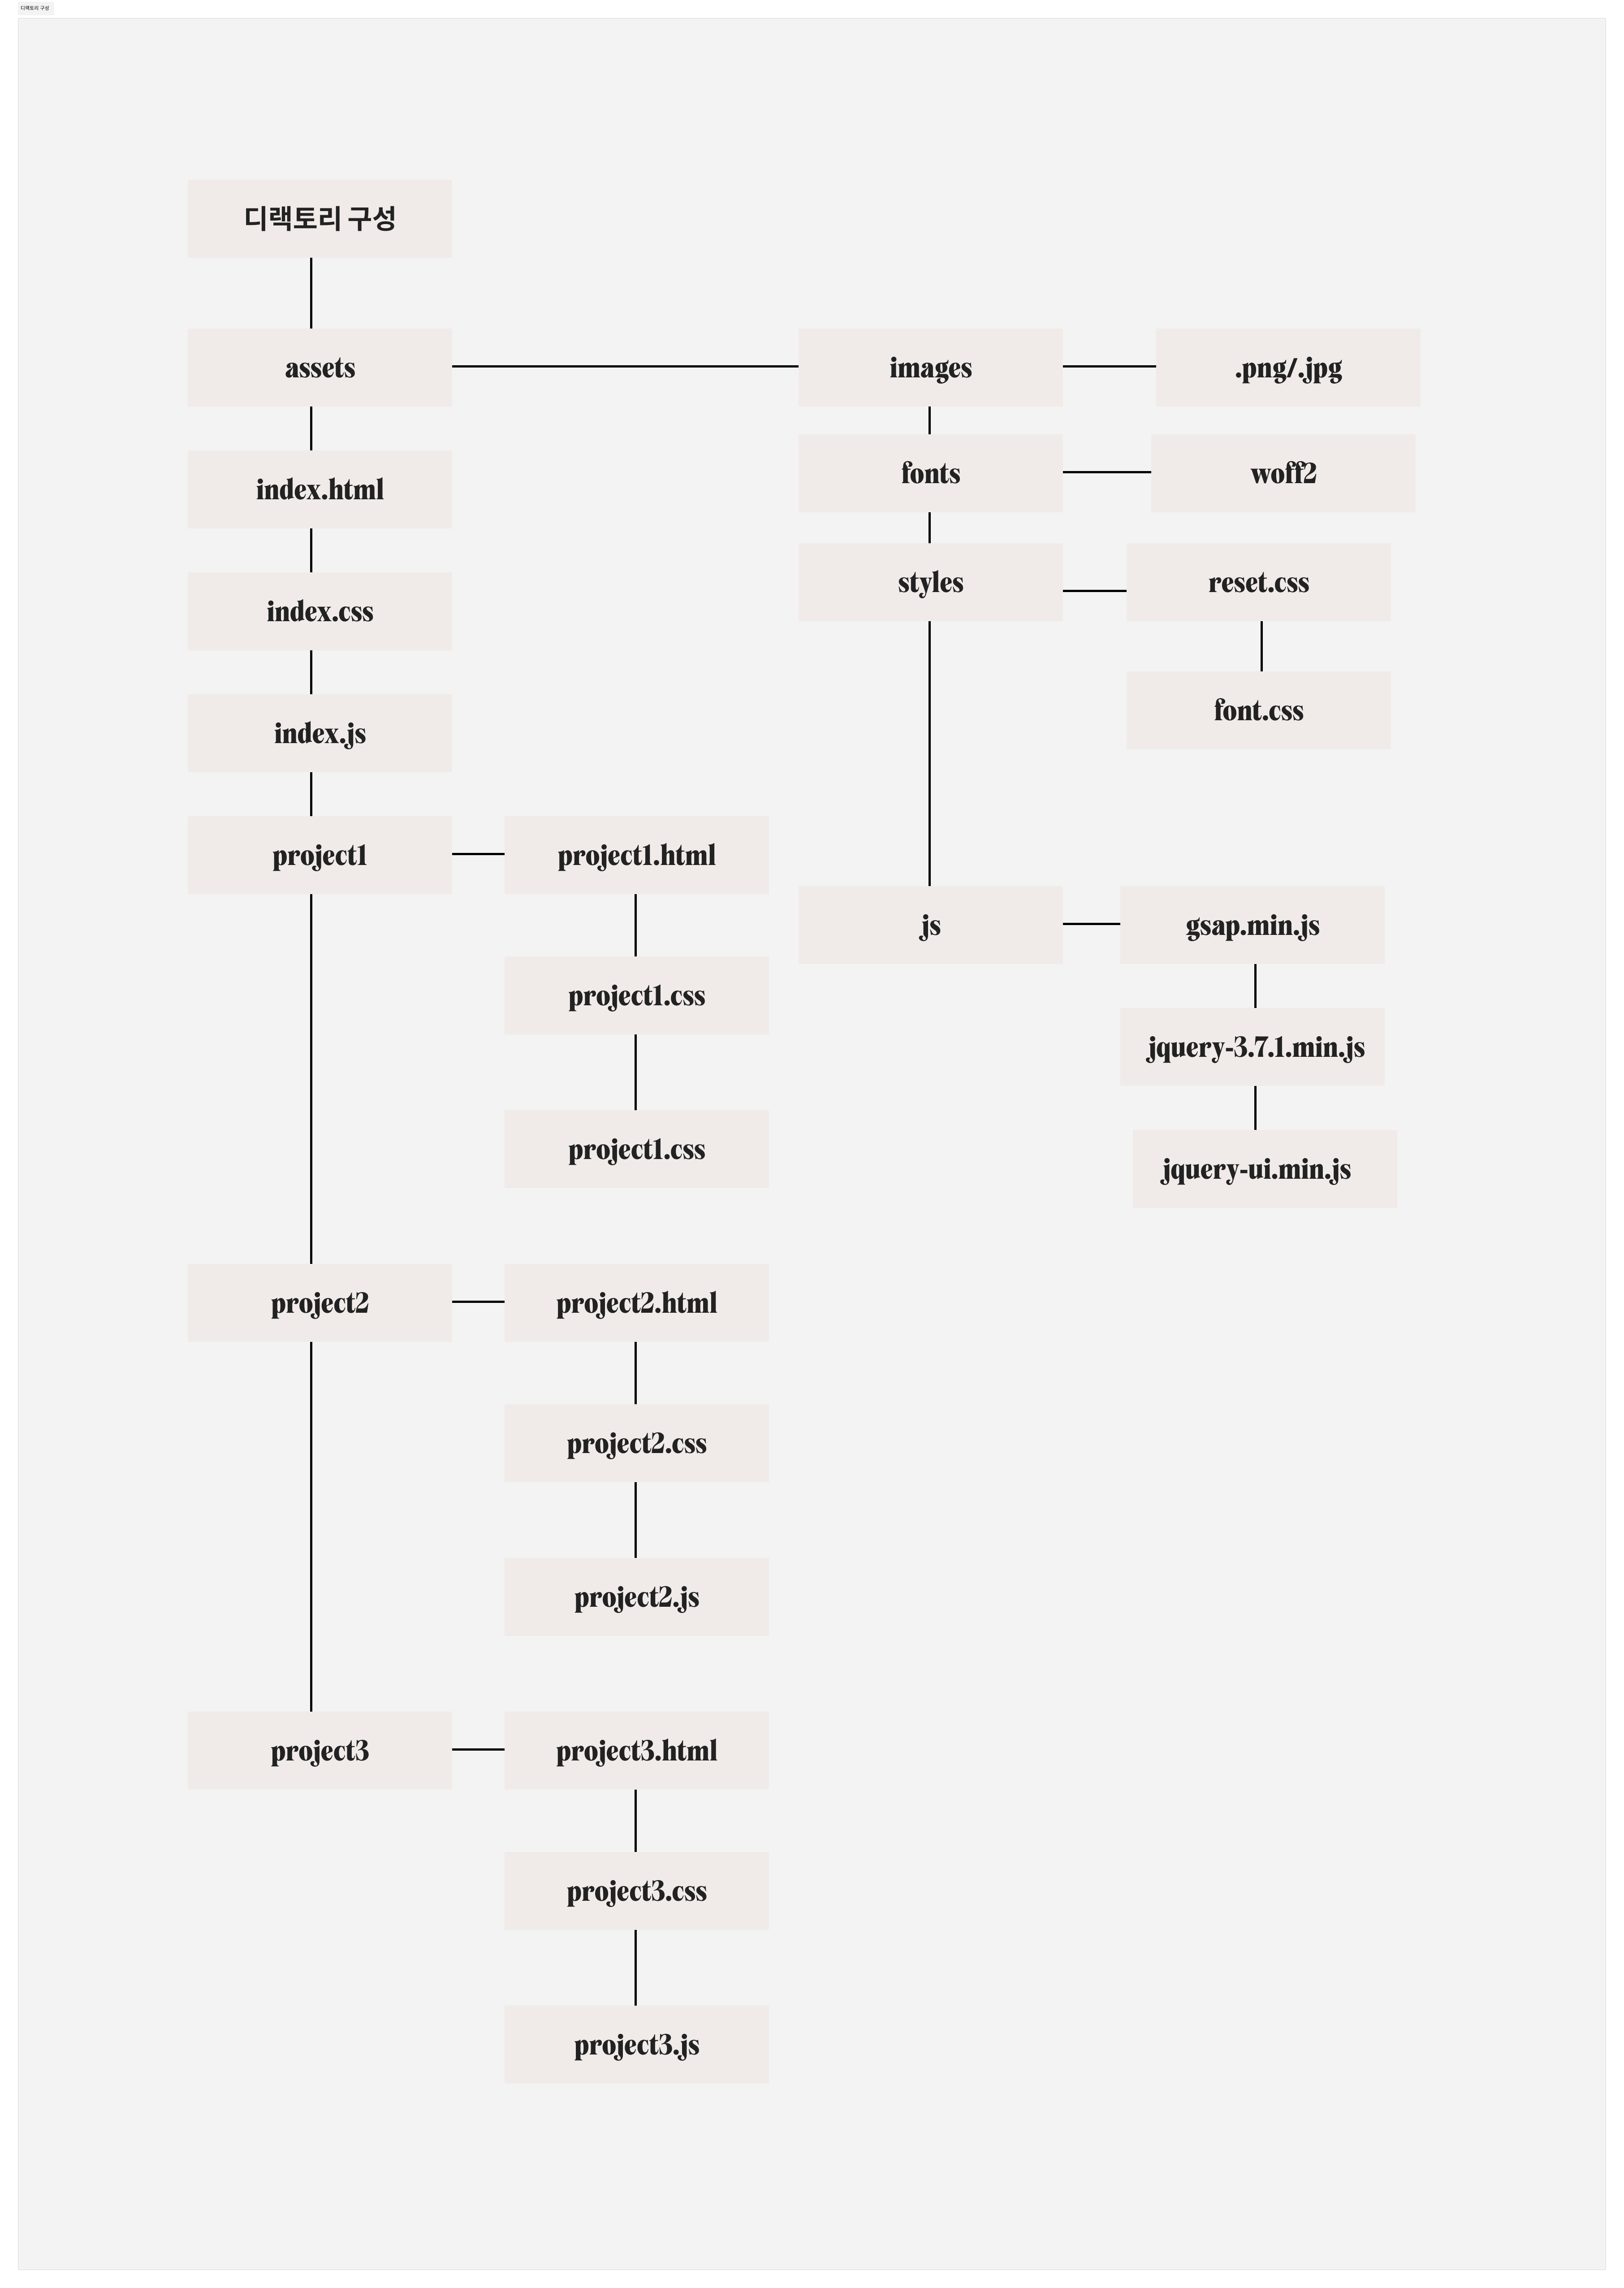 디랙토리 구성
디랙토리 구성
assets
images
.png/.jpg
fonts
woff2
index.html
styles
reset.css
index.css
font.css
index.js
project1
project1.html
js
gsap.min.js
project1.css
jquery-3.7.1.min.js
project1.css
jquery-ui.min.js
project2
project2.html
project2.css
project2.js
project3
project3.html
project3.css
project3.js